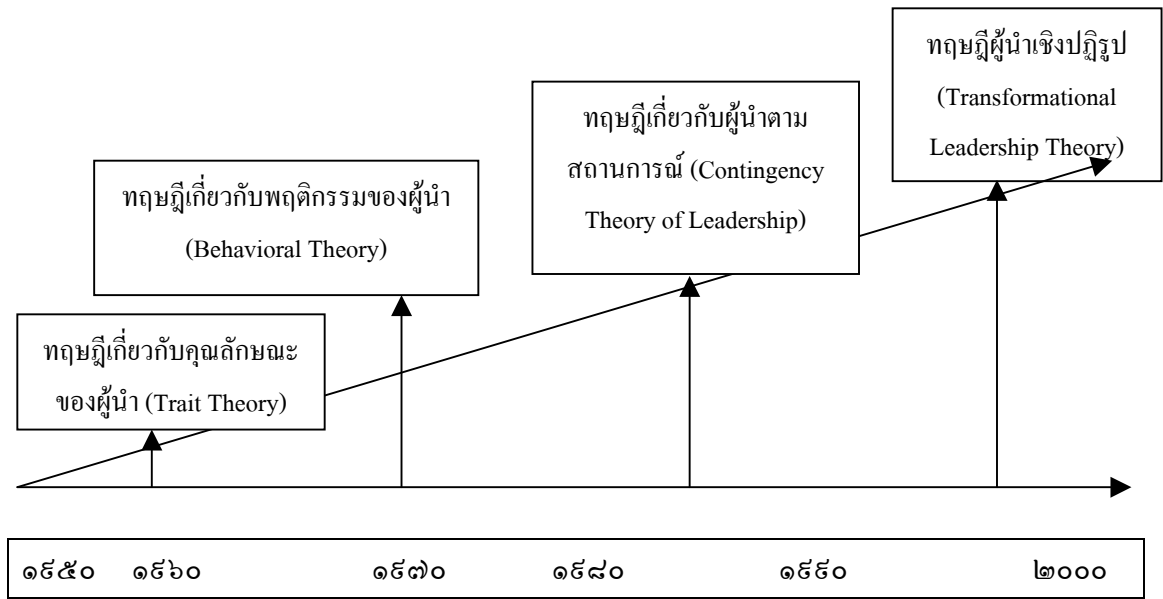 ทฤษฎีผู้นำเชิงปฏิรูป
(Transformational
Leadership Theory)
ทฤษฎีเกี่ยวกับผู้นำตาม
สถานการณ์ (Contingency
Theory of Leadership)
ทฤษฎีเกี่ยวกับพฤติกรรมของผู้นำ
(Behavioral Theory)
ทฤษฎีเกี่ยวกับคุณลักษณะ
ของผู้นำ (Trait Theory)
๑๙๕๐ ๑๙๖๐ ๑๙๗๐ ๑๙๘๐ ๑๙๙๐ ๒๐๐๐